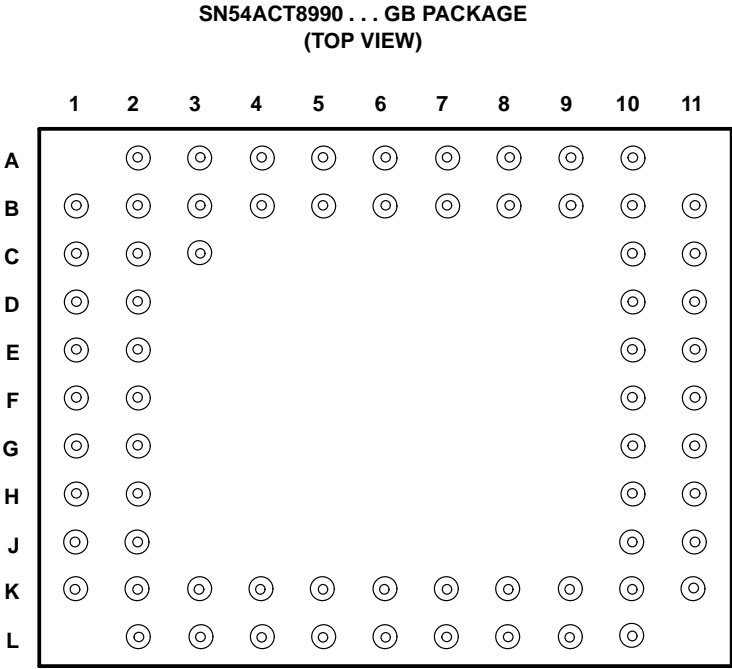 SN54ACT8990 . . . GB PACKAGE
(TOP VIEW)
1 2 3 4 5 6 7 8 9 10 11
A
B
C
D
E
F
G
H
J
K
L